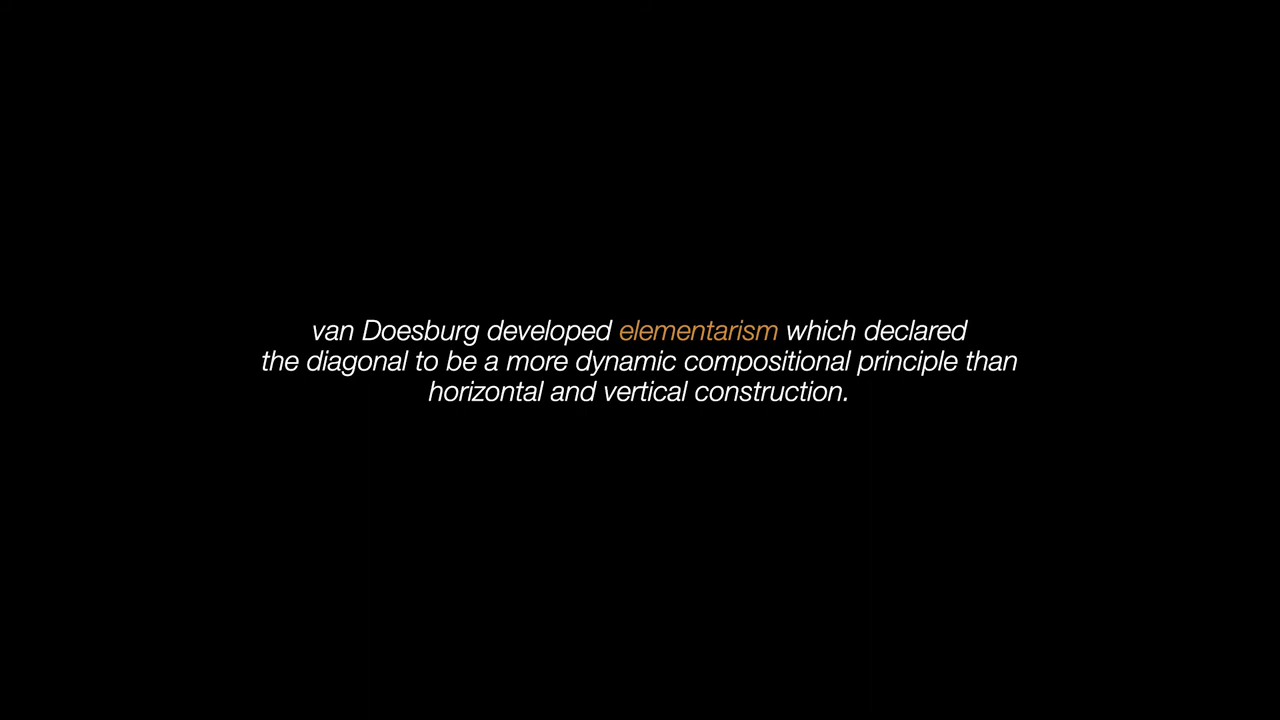 van Doesburg developed elementarism which declared
the diagonal to be a more dynamic compositional principle than
horizontal and vertical construction.